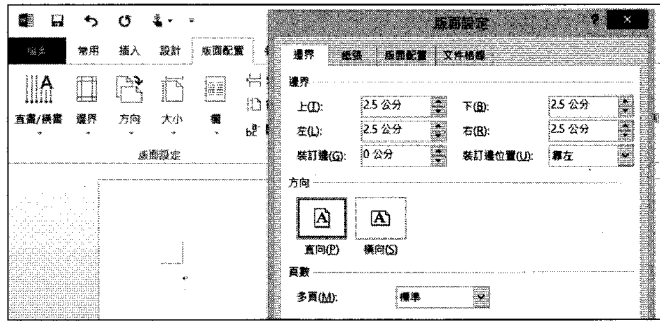 版面設定
? ×
檔案 常用 插入 設計 版面配置
直書/橫書 邊界 方向 大小 欄
版面設定
邊界 紙張 版面配置 文件格線
邊界
上(T): 2.5 公分 下(B): 2.5 公分
左(L): 2.5 公分 右(R): 2.5 公分
裝訂邊(G): 0 公分 裝訂邊位置(U): 靠左
方向
直向(P) 橫向(S)
頁數
多頁(M): 標準